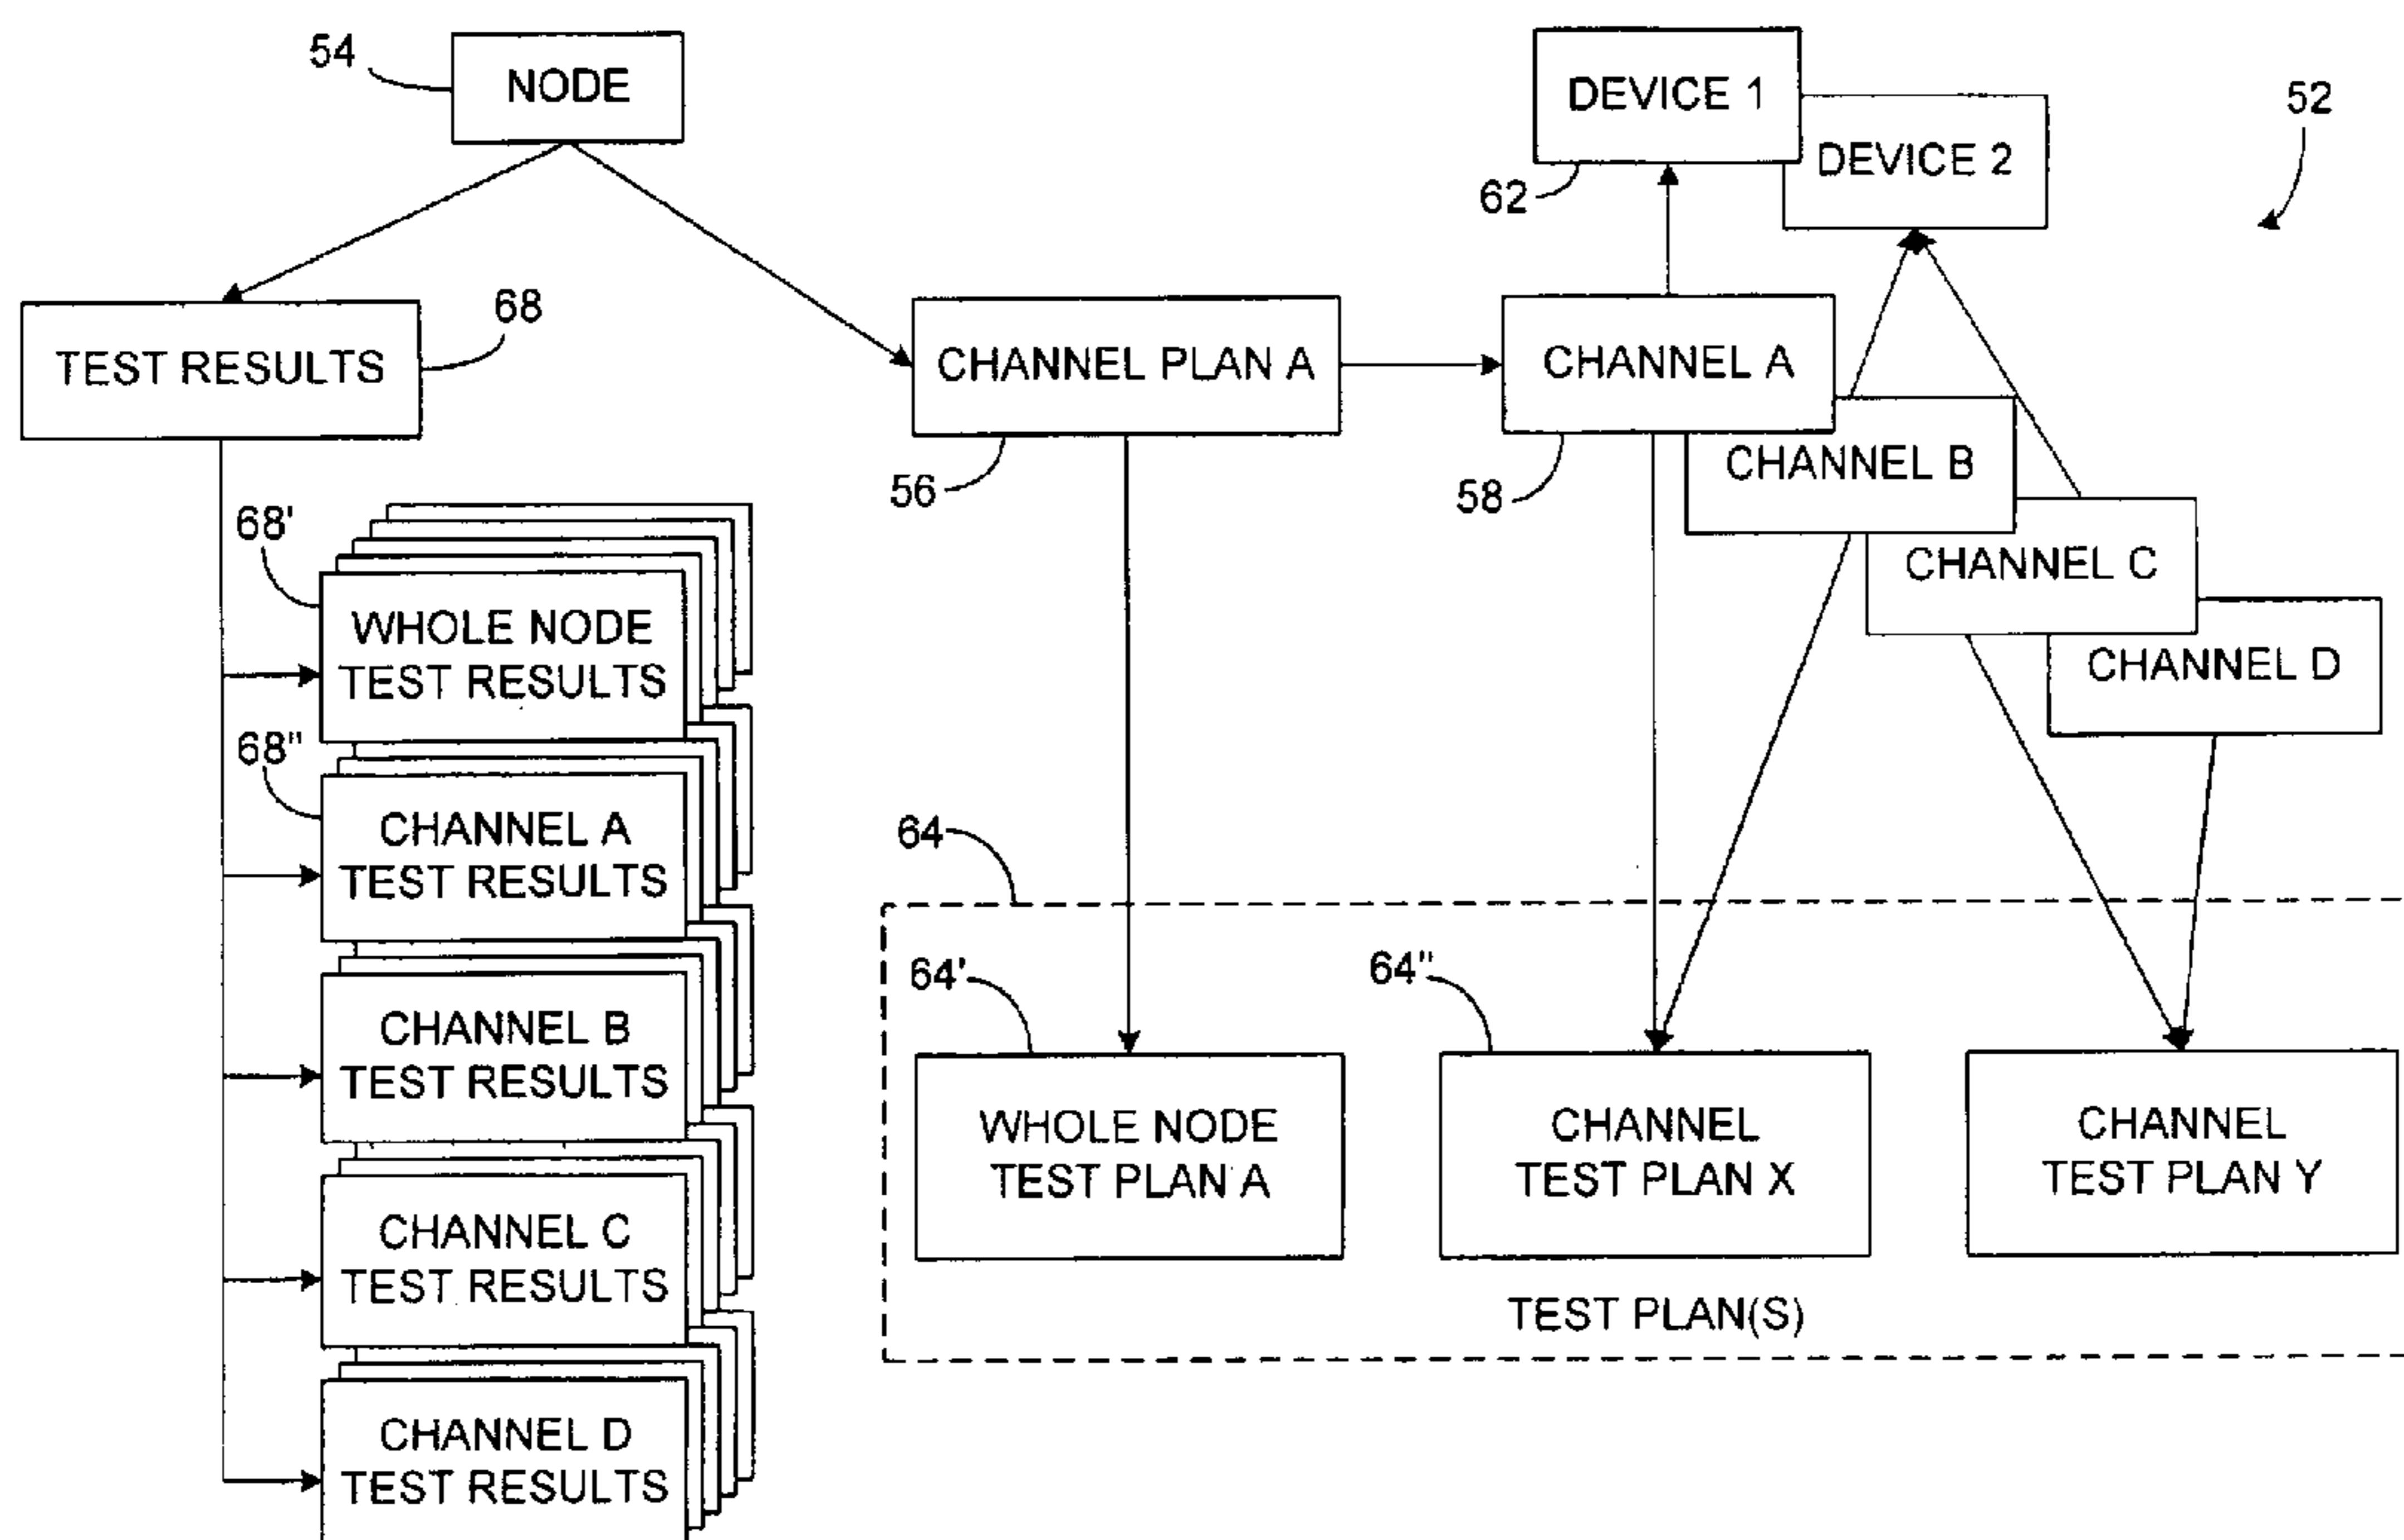 54
NODE
DEVICE 1
52
DEVICE 2
62
68
TEST RESULTS
CHANNEL PLAN A
CHANNEL A
56
58
CHANNEL B
CHANNEL C
CHANNEL D
68'
WHOLE NODE
TEST RESULTS
68"
CHANNEL A
TEST RESULTS
CHANNEL B
TEST RESULTS
CHANNEL C
TEST RESULTS
CHANNEL D
TEST RESULTS
64
64'
WHOLE NODE
TEST PLAN A
64"
CHANNEL
TEST PLAN X
CHANNEL
TEST PLAN Y
TEST PLAN(S)